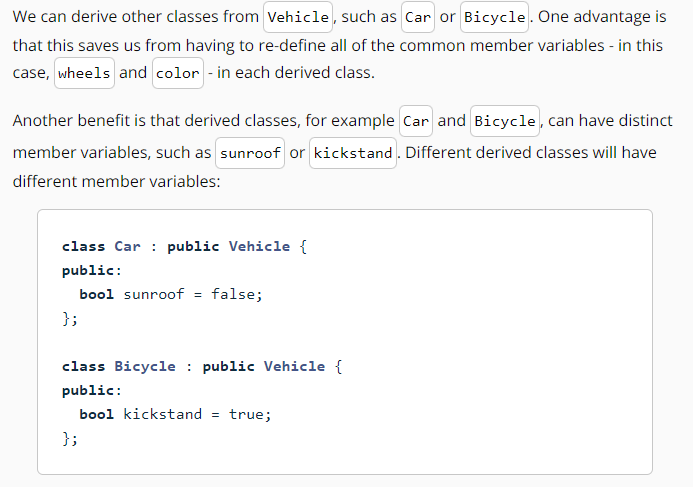 We can derive other classes from Vehicle, such as Car or Bicycle. One advantage is
that this saves us from having to re-define all of the common member variables - in this
case, wheels and color - in each derived class.
Another benefit is that derived classes, for example Car and Bicycle, can have distinct
member variables, such as sunroof or kickstand. Different derived classes will have
different member variables:
class Car : public Vehicle {
public:
  bool sunroof = false;
};
class Bicycle : public Vehicle {
public:
  bool kickstand = true;
};